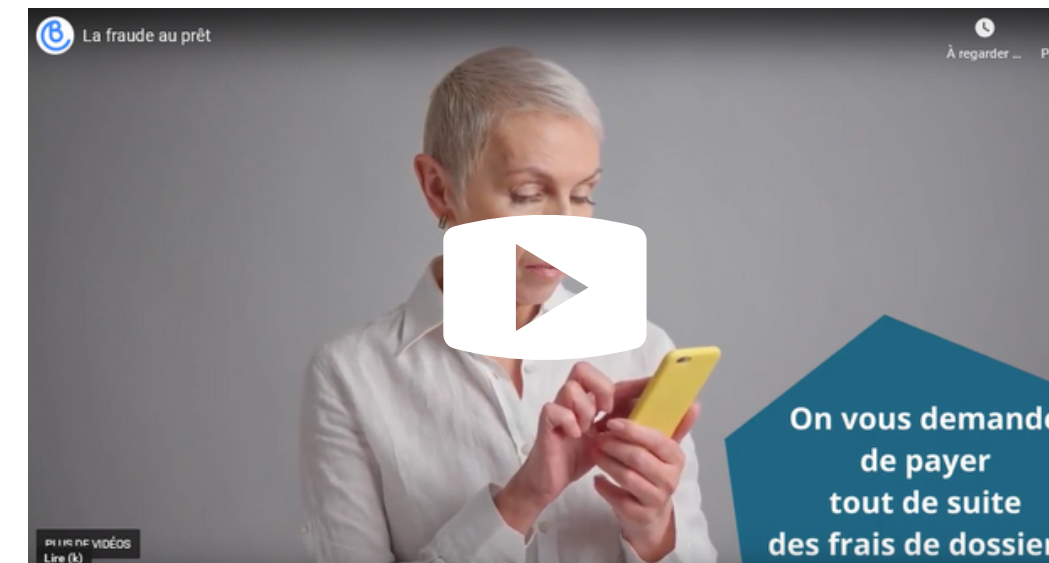 La fraude au prêt
À regarder ...
P
On vous demande
de payer
tout de suite
des frais de dossier
PLUS DE VIDÉOS
Lire (k)